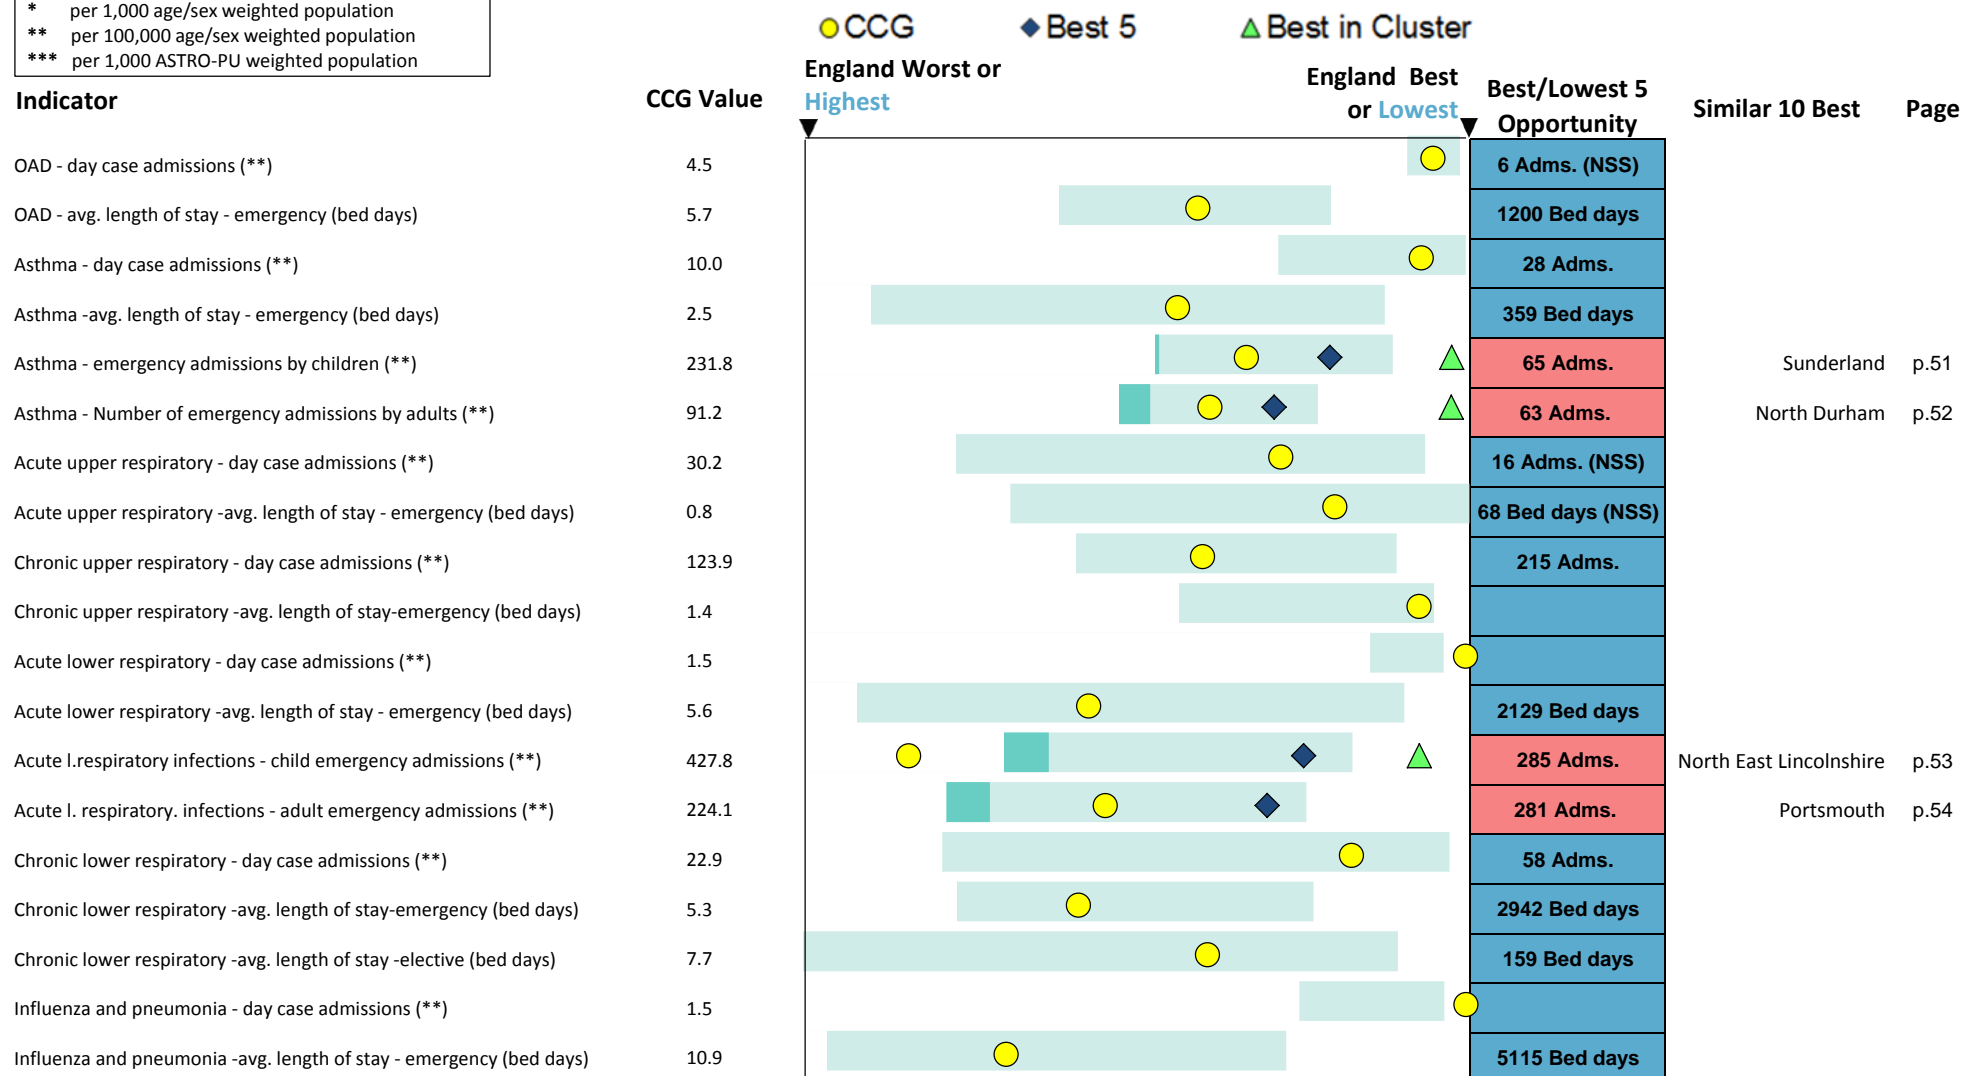 * per 1,000 age/sex weighted population
** per 100,000 age/sex weighted population
*** per 1,000 ASTRO-PU weighted population
CCG Best 5 Best in Cluster
Indicator CCG Value England Worst or Highest England Best or Lowest Best/Lowest 5 Opportunity Similar 10 Best Page
OAD - day case admissions (**) 4.5 6 Adms. (NSS)
OAD - avg. length of stay - emergency (bed days) 5.7 1200 Bed days
Asthma - day case admissions (**) 10.0 28 Adms.
Asthma -avg. length of stay - emergency (bed days) 2.5 359 Bed days
Asthma - emergency admissions by children (**) 231.8 65 Adms. Sunderland p.51
Asthma - Number of emergency admissions by adults (**) 91.2 63 Adms. North Durham p.52
Acute upper respiratory - day case admissions (**) 30.2 16 Adms. (NSS)
Acute upper respiratory -avg. length of stay - emergency (bed days) 0.8 68 Bed days (NSS)
Chronic upper respiratory - day case admissions (**) 123.9 215 Adms.
Chronic upper respiratory -avg. length of stay-emergency (bed days) 1.4
Acute lower respiratory - day case admissions (**) 1.5
Acute lower respiratory -avg. length of stay - emergency (bed days) 5.6 2129 Bed days
Acute l.respiratory infections - child emergency admissions (**) 427.8 285 Adms. North East Lincolnshire p.53
Acute l. respiratory. infections - adult emergency admissions (**) 224.1 281 Adms. Portsmouth p.54
Chronic lower respiratory - day case admissions (**) 22.9 58 Adms.
Chronic lower respiratory -avg. length of stay-emergency (bed days) 5.3 2942 Bed days
Chronic lower respiratory -avg. length of stay -elective (bed days) 7.7 159 Bed days
Influenza and pneumonia - day case admissions (**) 1.5
Influenza and pneumonia -avg. length of stay - emergency (bed days) 10.9 5115 Bed days